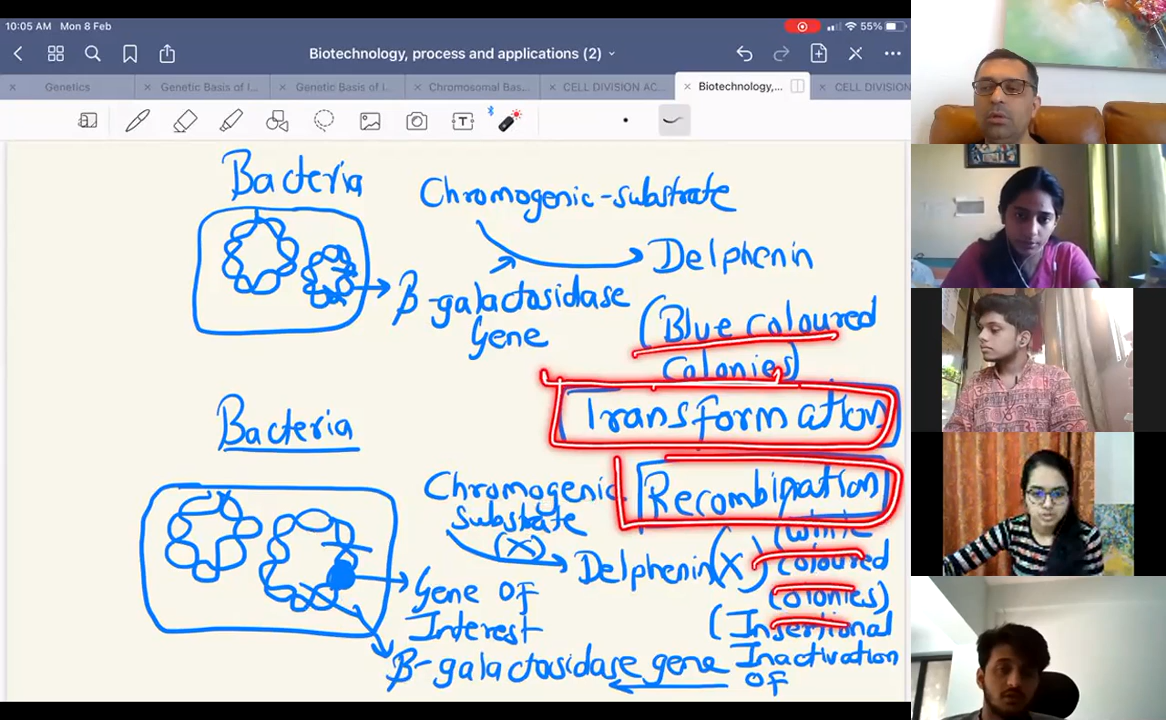 10:05 AM Mon 8 Feb
55%
Biotechnology, process and applications (2)
Genetics
Genetic Basis of I...
Genetic Basis of I...
Chromosomal Bas...
CELL DIVISION AC...
Biotechnology,...
CELL DIVISION
Bacteria
Chromogenic-substrate
Delphenin
β-galactosidase
Gene
(Blue coloured
colonies)
Transformation
Bacteria
Recombination
Chromogenic
Substrate
(X)
Delphenin (X)
(White
coloured
colonies)
Gene OF
Interest
(Insertional
Inactivation
OF
β-galactosidase gene